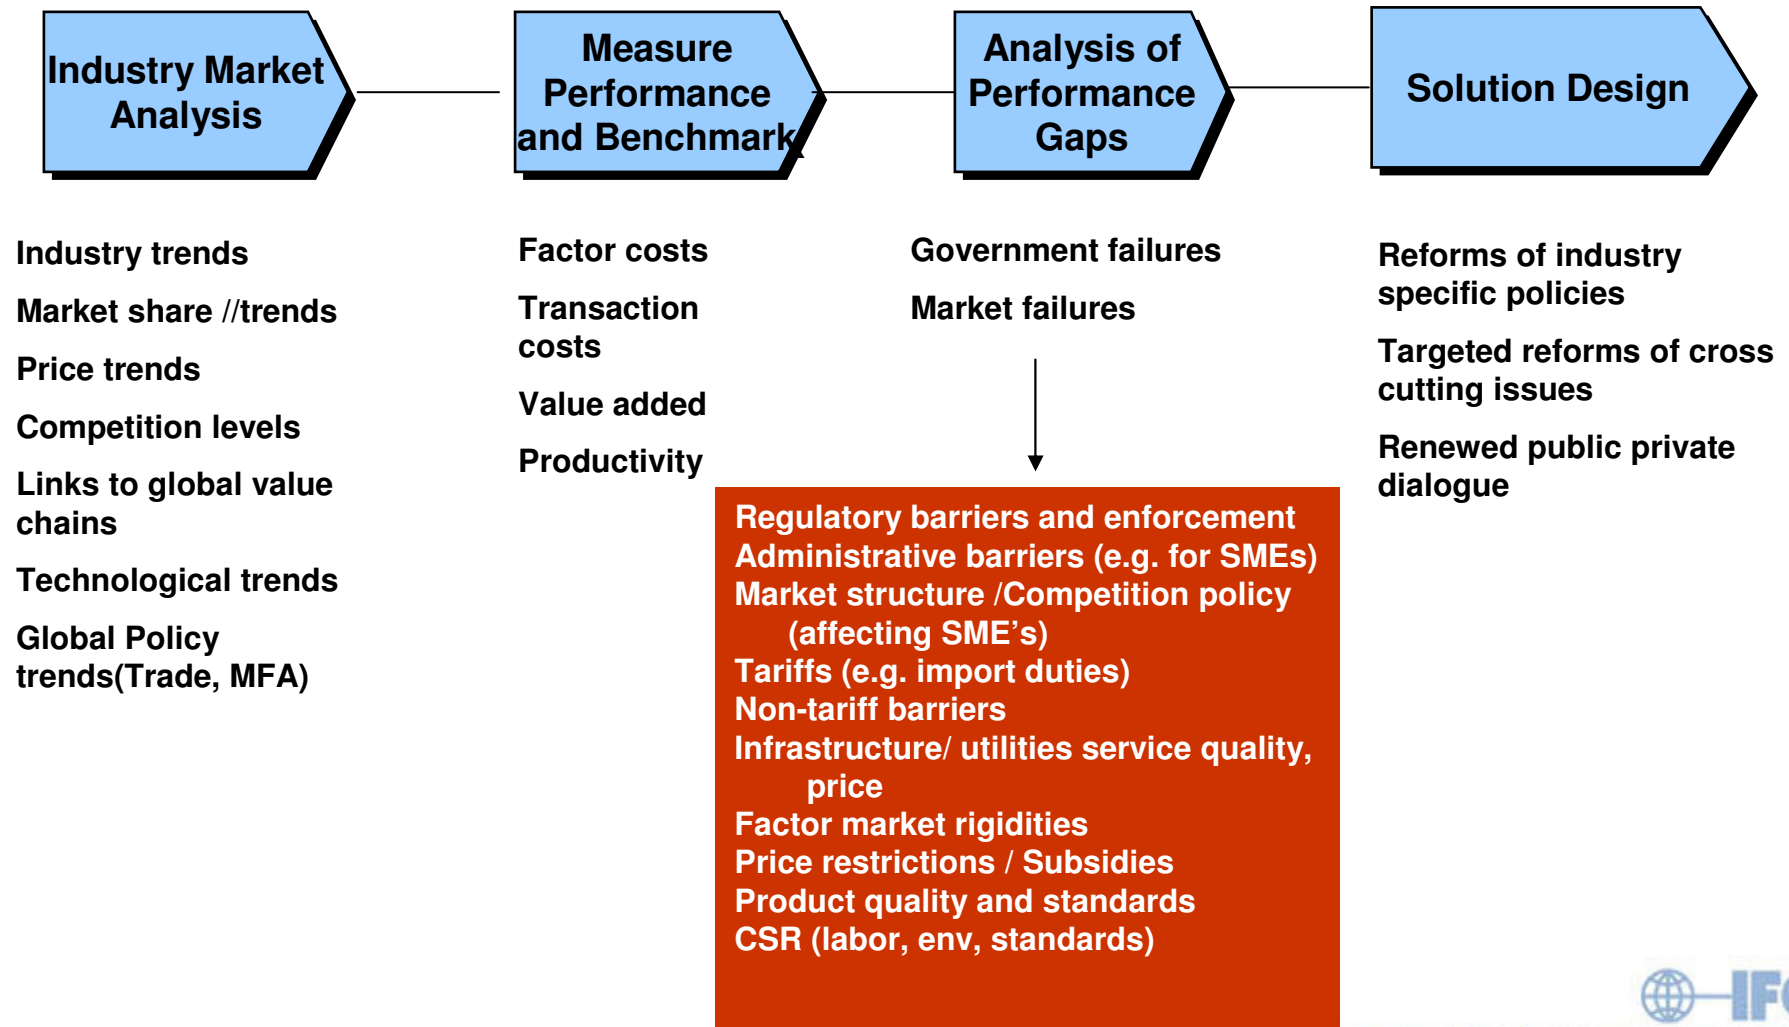 Industry Market
Analysis
Measure
Performance
and Benchmark
Analysis of
Performance
Gaps
Solution Design
Industry trends
Market share //trends
Price trends
Competition levels
Links to global value
chains
Technological trends
Global Policy
trends(Trade, MFA)
Factor costs
Transaction
costs
Value added
Productivity
Government failures
Market failures
Regulatory barriers and enforcement
Administrative barriers (e.g. for SMEs)
Market structure /Competition policy
(affecting SME’s)
Tariffs (e.g. import duties)
Non-tariff barriers
Infrastructure/ utilities service quality,
price
Factor market rigidities
Price restrictions / Subsidies
Product quality and standards
CSR (labor, env, standards)
Reforms of industry
specific policies
Targeted reforms of cross
cutting issues
Renewed public private
dialogue
IFC